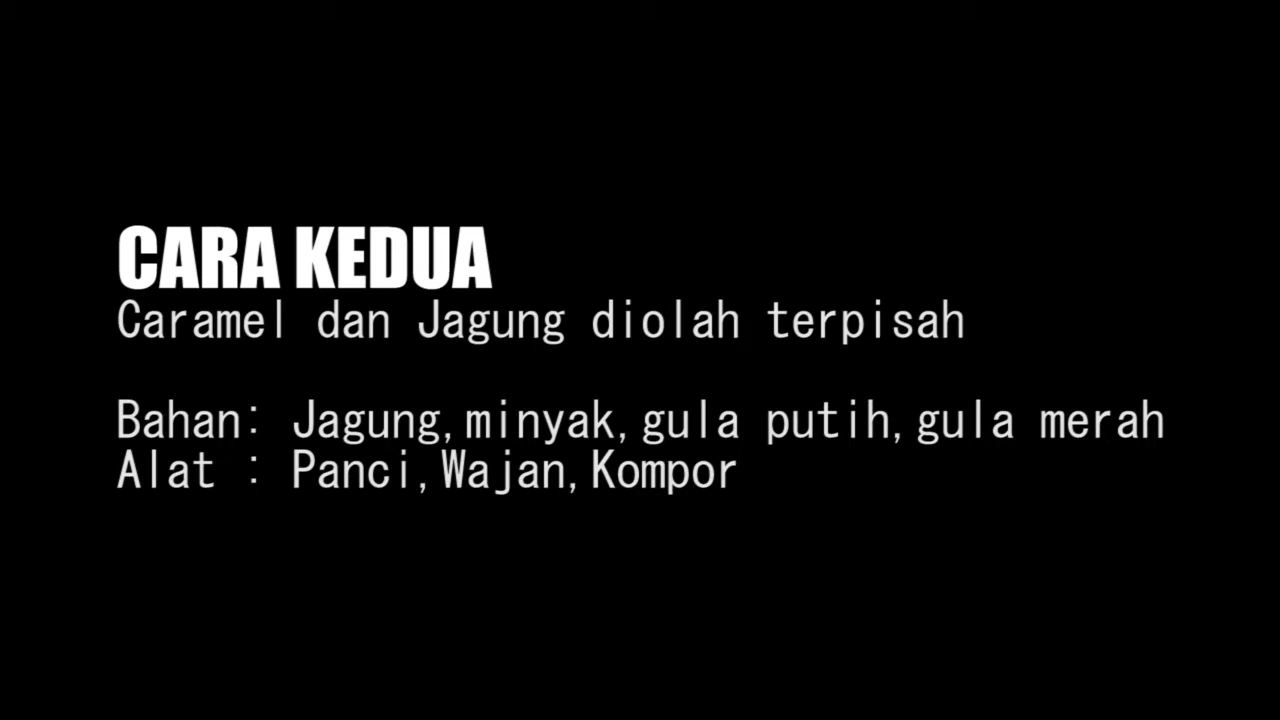 CARA KEDUA
Caramel dan Jagung diolah terpisah
Bahan: Jagung,minyak,gula putih,gula merah
Alat : Panci,Wajan,Kompor